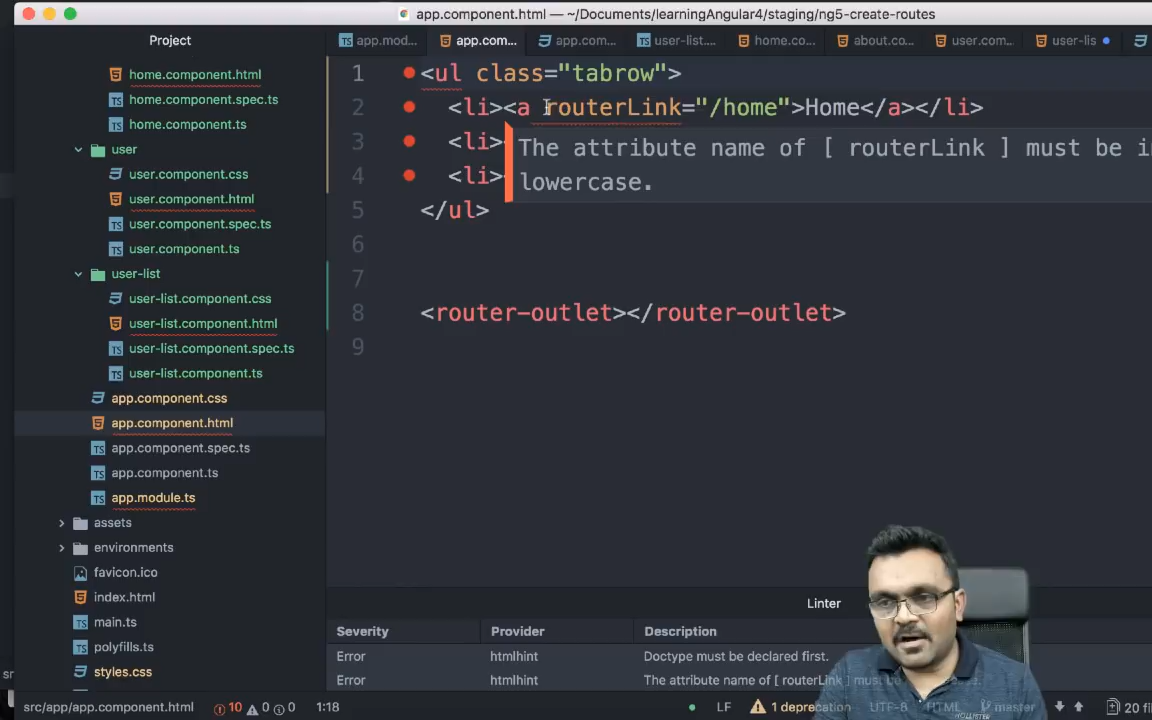 app.component.html — ~/Documents/learningAngular4/staging/ng5-create-routes
Project
app.mod...
app.com...
app.com...
user-list....
home.co...
about.co...
user.com...
user-lis
home.component.html
home.component.spec.ts
home.component.ts
user
user.component.css
user.component.html
user.component.spec.ts
user.component.ts
user-list
user-list.component.css
user-list.component.html
user-list.component.spec.ts
user-list.component.ts
app.component.css
app.component.html
app.component.spec.ts
app.component.ts
app.module.ts
assets
environments
favicon.ico
index.html
main.ts
polyfills.ts
styles.css
1 <ul class="tabrow">
2 <li><a routerLink="/home">Home</a></li>
3 <li>
4 <li>
The attribute name of [ routerLink ] must be in
lowercase.
5 </ul>
6
7
8 <router-outlet></router-outlet>
9
Linter
Severity Provider Description
Error htmlhint Doctype must be declared first.
Error htmlhint The attribute name of [ routerLink ] must be
src/app/app.component.html 10 0 0 1:18
LF 1 deprecation UTF-8 HTML master 20 fi